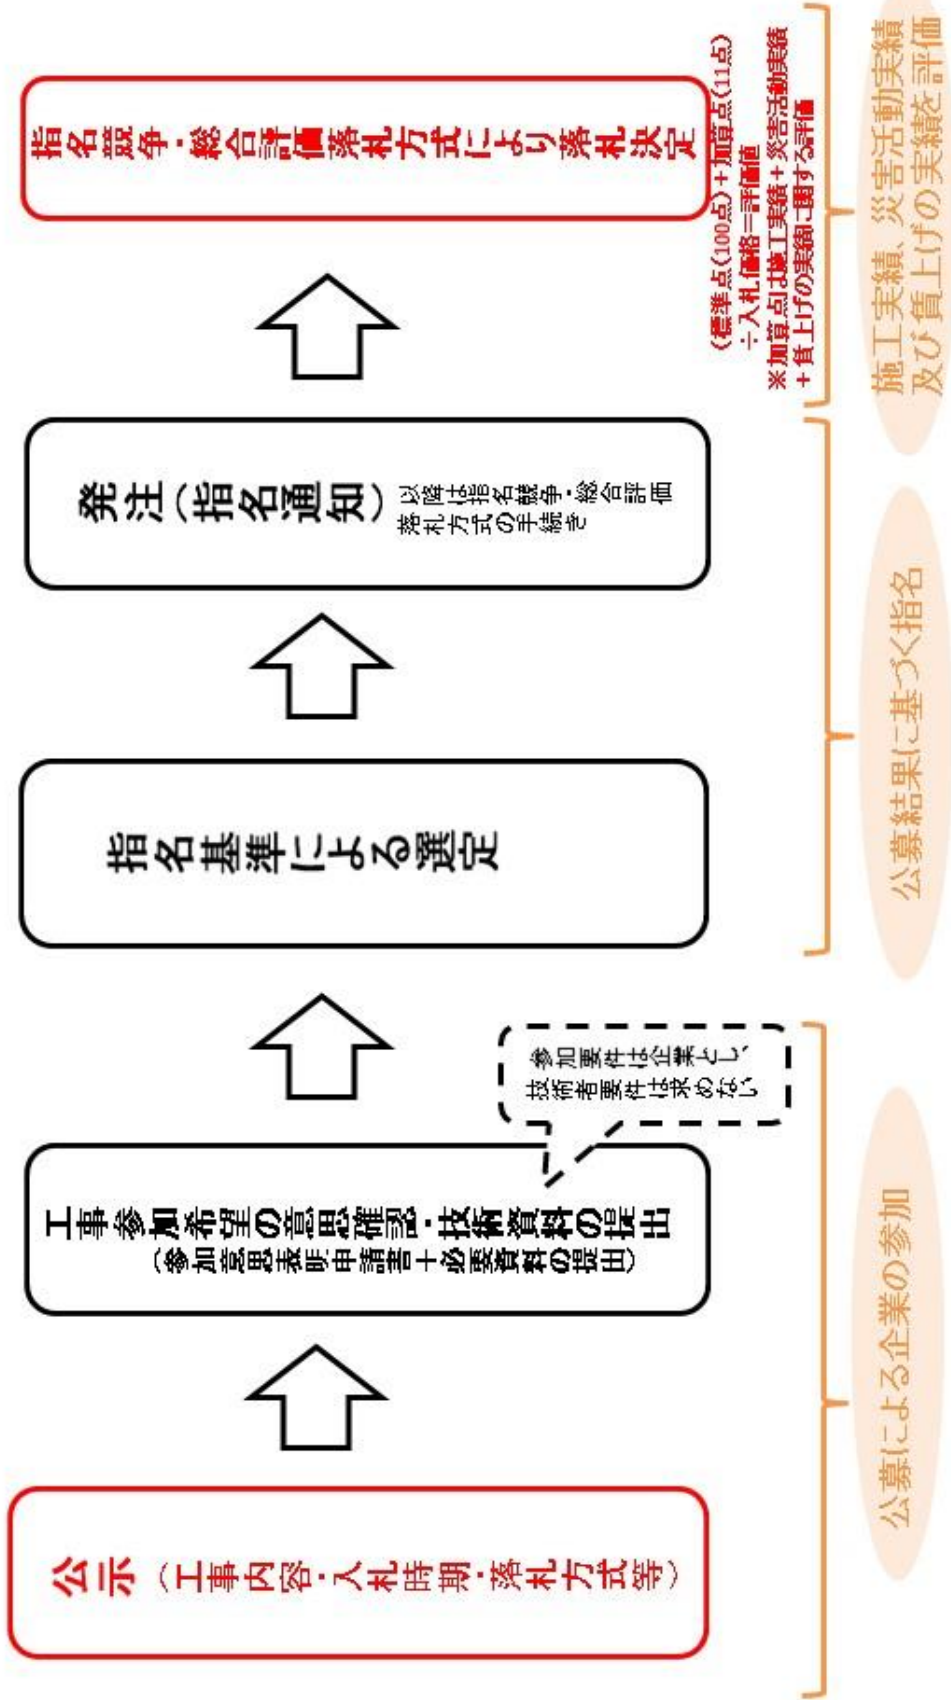 公示（工事内容・入札時期・落札方式等）
工事参加希望の意思確認・技術資料の提出
（参加意思表明申請書＋必要資料の提出）
参加要件は企業とし、
技術者要件は求めない
公募による企業の参加
指名基準による選定
発注（指名通知）
以降は指名競争・総合評価
落札方式の手続き
公募結果に基づく指名
指名競争・総合評価落札方式により落札決定
（標準点（100点）＋加算点（11点）
÷入札価格＝評価値
※加算点は施工実績＋災害活動実績
＋賃上げの実績に関する評価
施工実績、災害活動実績
及び賃上げの実績を評価